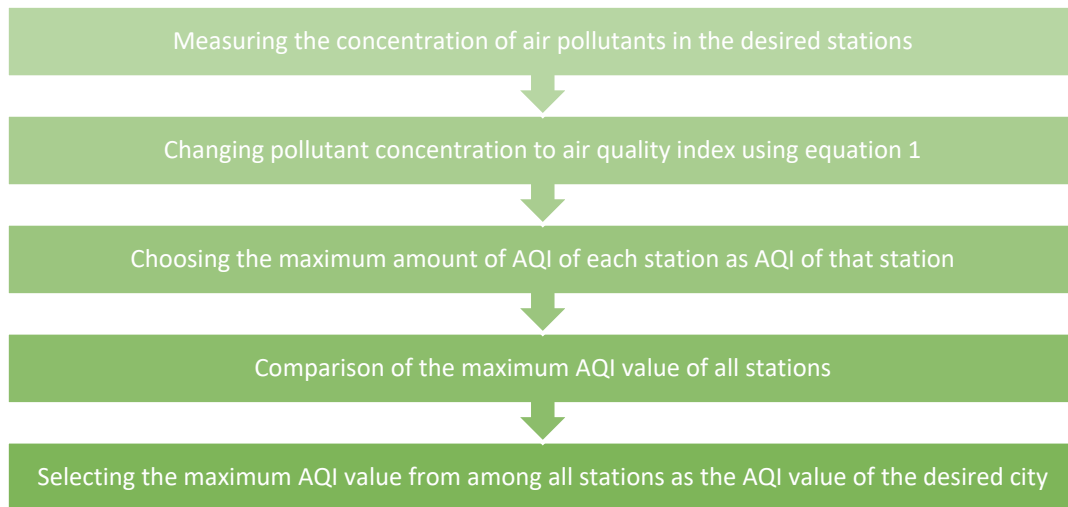 Measuring the concentration of air pollutants in the desired stations
Changing pollutant concentration to air quality index using equation 1
Choosing the maximum amount of AQI of each station as AQI of that station
Comparison of the maximum AQI value of all stations
Selecting the maximum AQI value from among all stations as the AQI value of the desired city